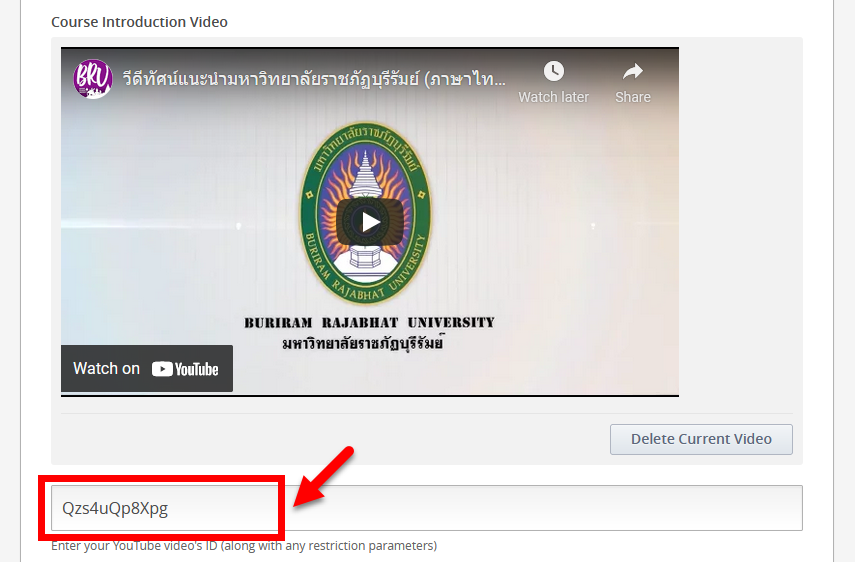 Course Introduction Video
BRU
วีดีทัศน์แนะนำมหาวิทยาลัยราชภัฏบุรีรัมย์ (ภาษาไท...
Watch later
Share
มหาวิทยาลัยราชภัฏบุรีรัมย์
BURIRAM RAJABHAT UNIVERSITY
BURIRAM RAJABHAT UNIVERSITY
มหาวิทยาลัยราชภัฏบุรีรัมย์
Watch on YouTube
Delete Current Video
Qzs4uQp8Xpg
Enter your YouTube video's ID (along with any restriction parameters)